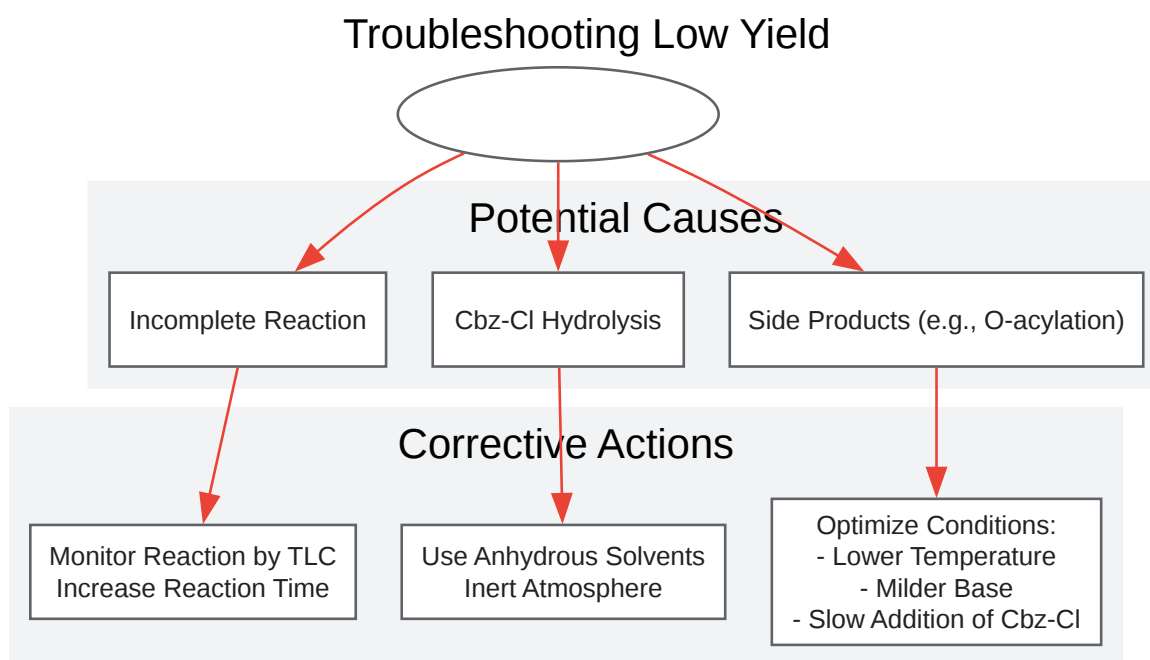 Troubleshooting Low Yield
Potential Causes
Incomplete Reaction
Cbz-Cl Hydrolysis
Side Products (e.g., O-acylation)
Corrective Actions
Monitor Reaction by TLC
Increase Reaction Time
Use Anhydrous Solvents
Inert Atmosphere
Optimize Conditions:
- Lower Temperature
- Milder Base
- Slow Addition of Cbz-Cl